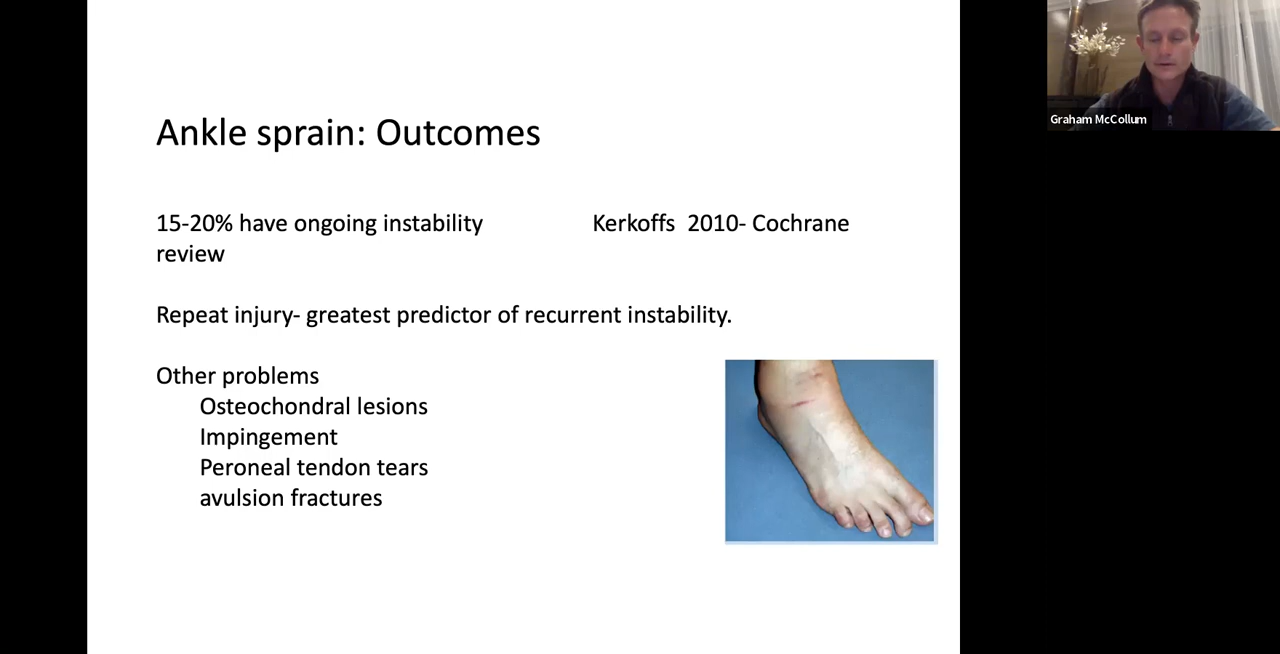 Ankle sprain: Outcomes
15-20% have ongoing instability Kerkoffs 2010- Cochrane
review
Repeat injury- greatest predictor of recurrent instability.
Other problems
Osteochondral lesions
Impingement
Peroneal tendon tears
avulsion fractures
Graham McCollum